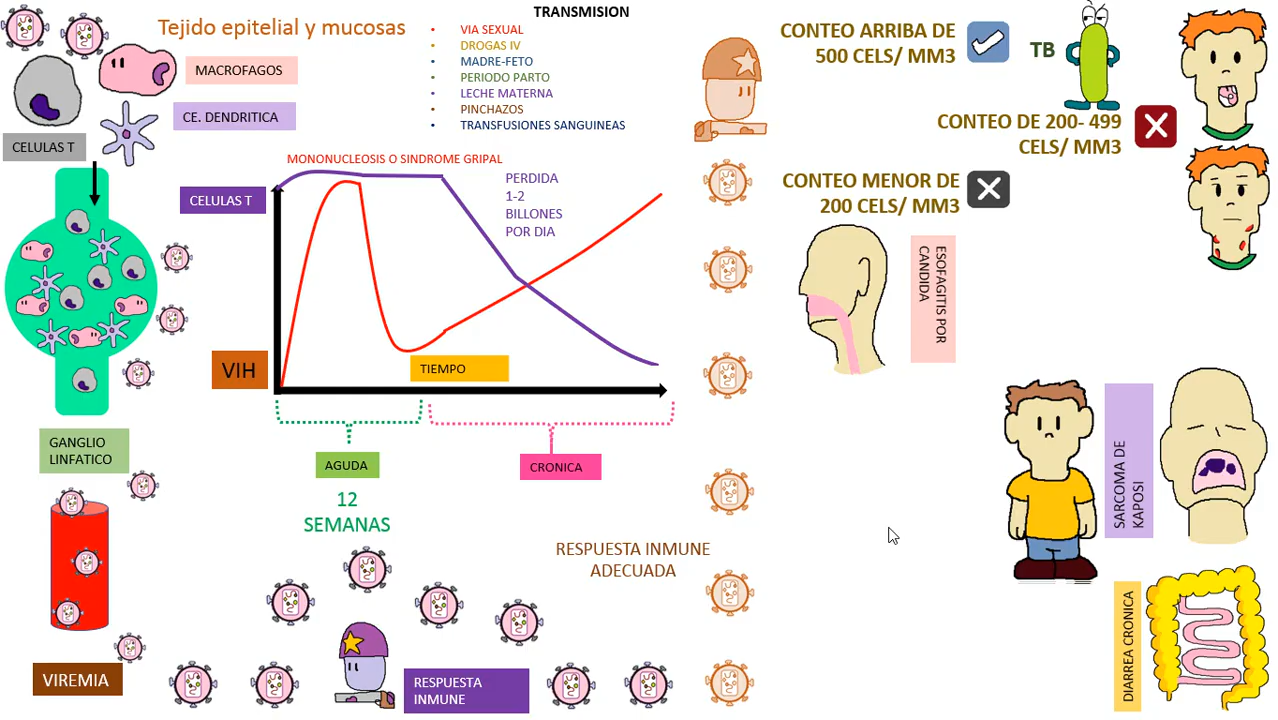 Tejido epitelial y mucosas
MACROFAGOS
CE. DENDRITICA
CELULAS T
TRANSMISION
• VIA SEXUAL
• DROGAS IV
• MADRE-FETO
• PERIODO PARTO
• LECHE MATERNA
• PINCHAZOS
• TRANSFUSIONES SANGUINEAS
MONONUCLEOSIS O SINDROME GRIPAL
CELULAS T
PERDIDA
1-2
BILLONES
POR DIA
VIH
TIEMPO
AGUDA
CRONICA
12
SEMANAS
GANGLIO
LINFATICO
VIREMIA
RESPUESTA
INMUNE
RESPUESTA INMUNE
ADECUADA
CONTEO ARRIBA DE
500 CELS/ MM3
TB
CONTEO DE 200- 499
CELS/ MM3
CONTEO MENOR DE
200 CELS/ MM3
ESOFAGITIS POR
CANDIDA
SARCOMA DE
KAPOSI
DIARREA CRONICA